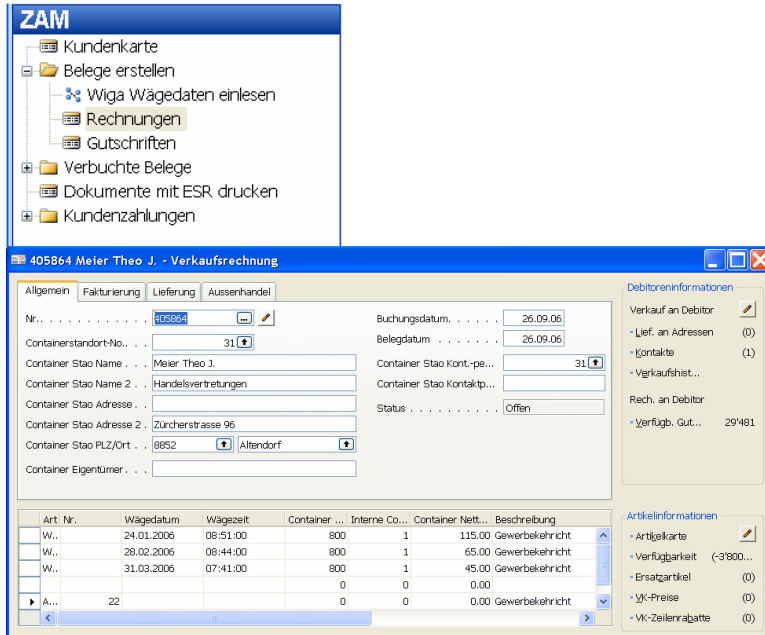 ZAM
Kundenkarte
Belege erstellen
Wiga Wägedaten einlesen
Rechnungen
Gutschriften
Verbuchte Belege
Dokumente mit ESR drucken
Kundenzahlungen
405864 Meier Theo J. - Verkaufsrechnung
Allgemein Fakturierung Lieferung Aussenhandel
Nr. . . . . . . . . . . . . 405864 ...
Buchungsdatum. . . . . . 26.09.06
Containerstandort-No.. . . 31
Belegdatum . . . . . . . 26.09.06
Container Stao Name . . . Meier Theo J.
Container Stao Kont.-pe... 31
Container Stao Name 2 . . Handelsvertretungen
Container Stao Kontaktp...
Container Stao Adresse . .
Status . . . . . . . . . . Offen
Container Stao Adresse 2 . Zürcherstrasse 96
Container Stao PLZ/Ort . . 8852 Altendorf
Container Eigentümer . . .
Debitoreninformationen
Verkauf an Debitor
Lief. an Adressen (0)
Kontakte (1)
Verkaufshist...
Rech. an Debitor
Verfügb. Gut... 29'481
Art Nr. Wägedatum Wägezeit Container ... Interne Co... Container Nett... Beschreibung
W.. 24.01.2006 08:51:00 800 1 115.00 Gewerbekehricht
W.. 28.02.2006 08:44:00 800 1 65.00 Gewerbekehricht
W.. 31.03.2006 07:41:00 800 1 45.00 Gewerbekehricht
0 0 0.00
A... 22 0 0 0.00 Gewerbekehricht
Artikelinformationen
Artikelkarte
Verfügbarkeit (-3'800...
Ersatzartikel (0)
VK-Preise (0)
VK-Zeilenrabatte (0)